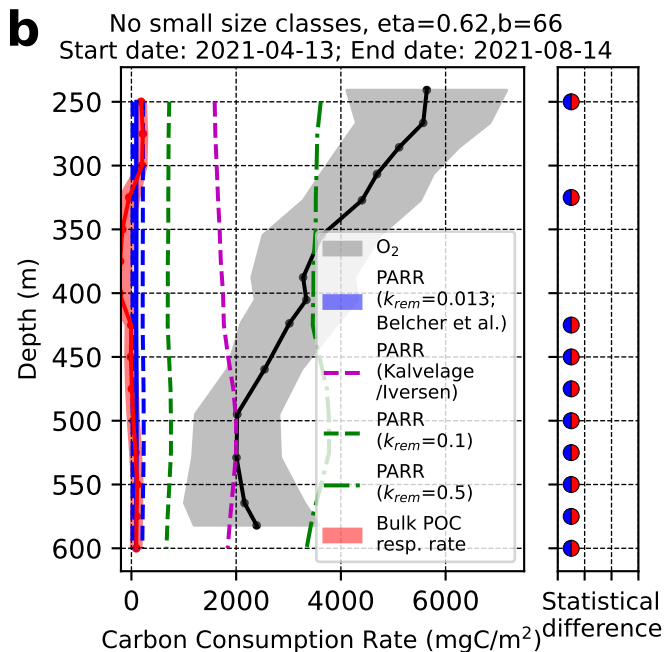 b
No small size classes, eta=0.62,b=66
Start date: 2021-04-13; End date: 2021-08-14
250
300
350
400
450
500
550
600
Depth (m)
O₂
PARR
(k_rem=0.013;
Belcher et al.)
PARR
(Kalvelage
/Iversen)
PARR
(k_rem=0.1)
PARR
(k_rem=0.5)
Bulk POC
resp. rate
0
2000
4000
6000
Carbon Consumption Rate (mgC/m²)
Statistical
difference